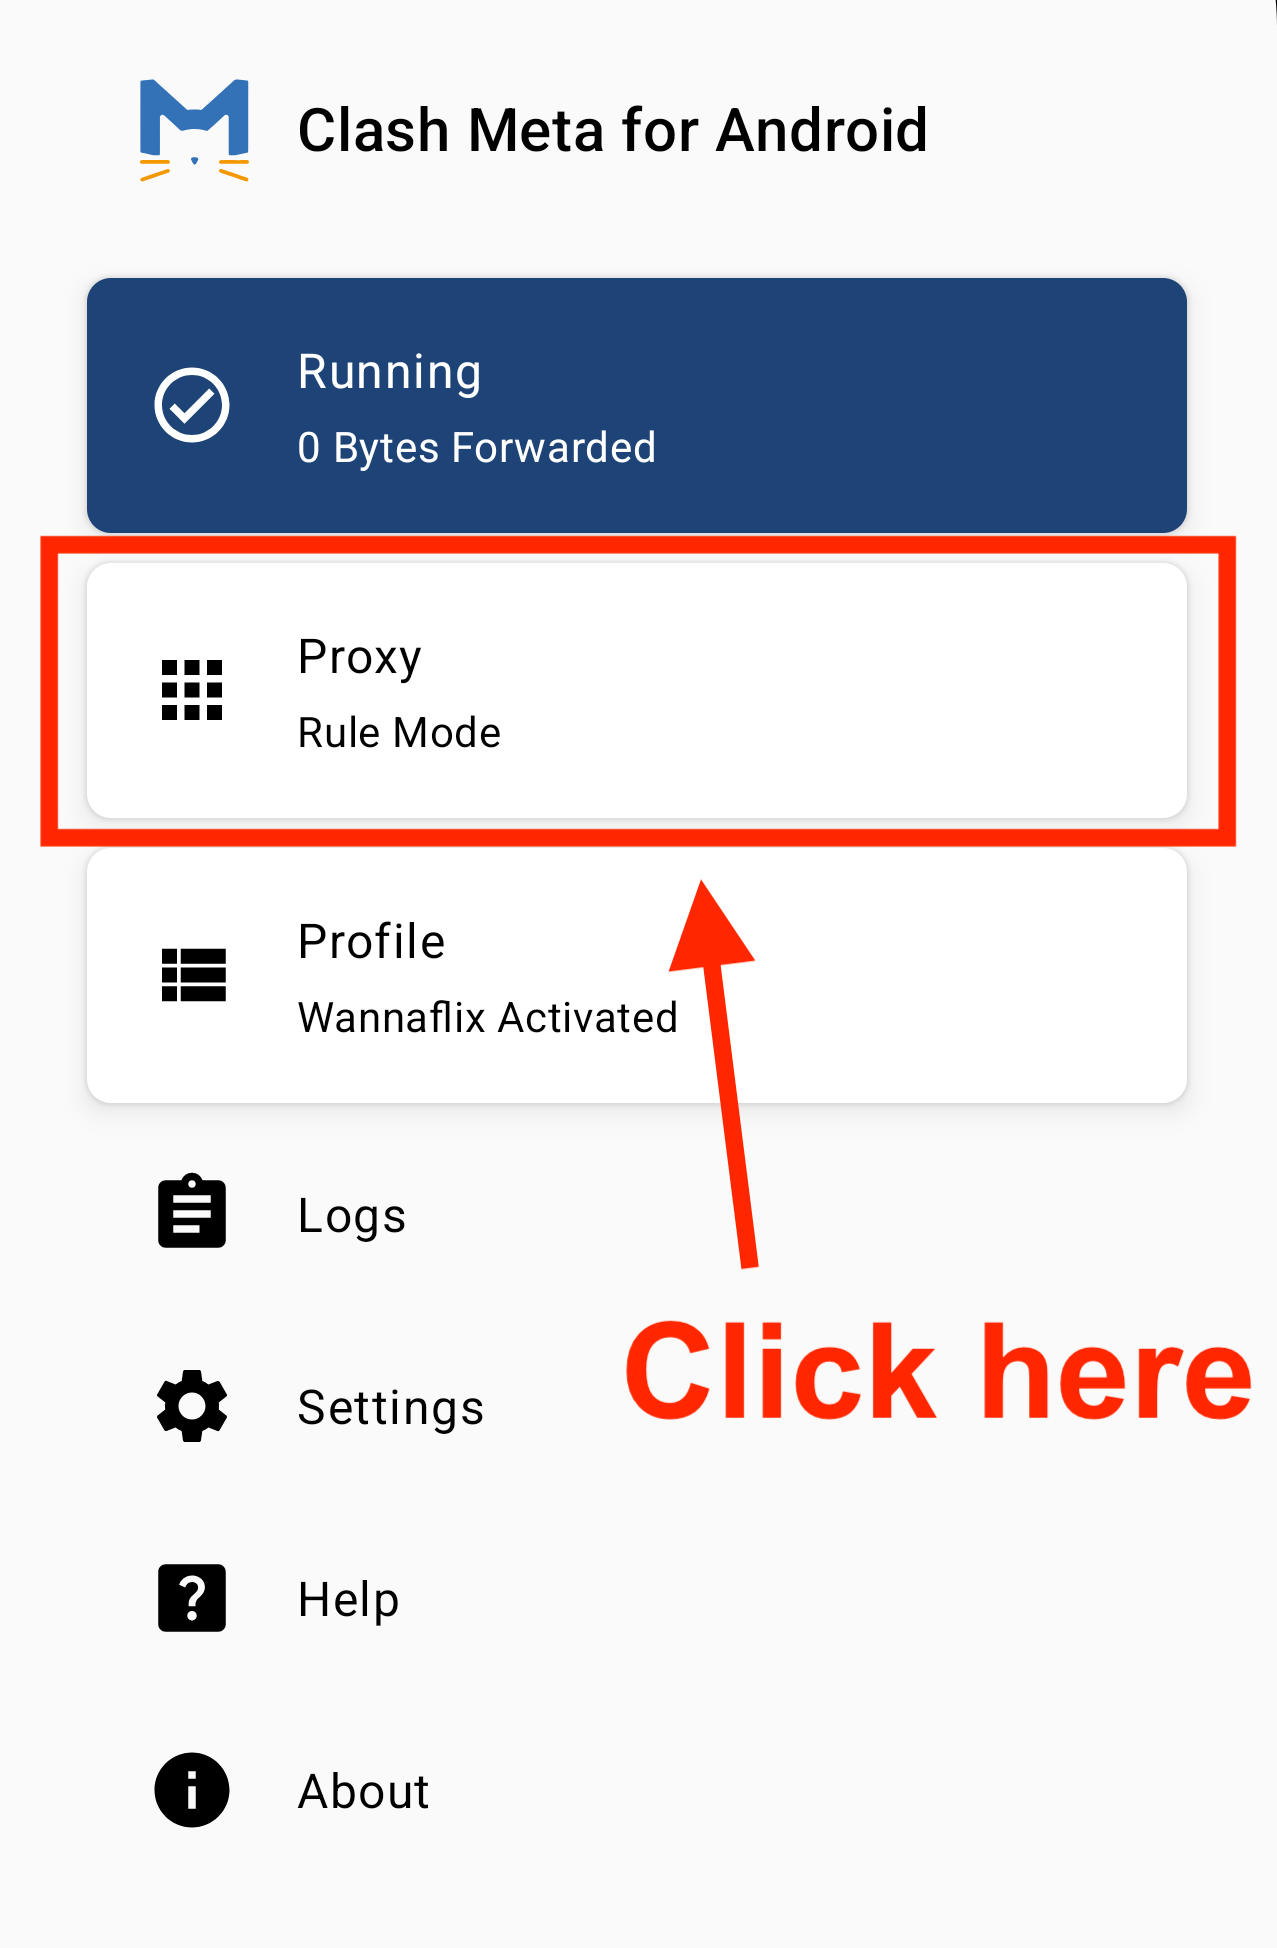 Clash Meta for Android
Running
0 Bytes Forwarded
Proxy
Rule Mode
Profile
Wannaflix Activated
Logs
Settings
Click here
Help
About